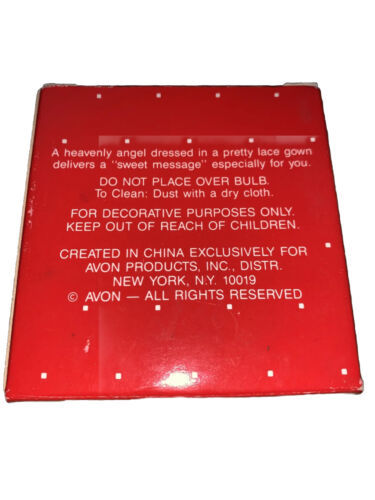 A heavenly angel dressed in a pretty lace gown
delivers a "sweet message" especially for you.
DO NOT PLACE OVER BULB.
To Clean: Dust with a dry cloth.
FOR DECORATIVE PURPOSES ONLY.
KEEP OUT OF REACH OF CHILDREN.
CREATED IN CHINA EXCLUSIVELY FOR
AVON PRODUCTS, INC., DISTR.
NEW YORK, N.Y. 10019
© AVON — ALL RIGHTS RESERVED